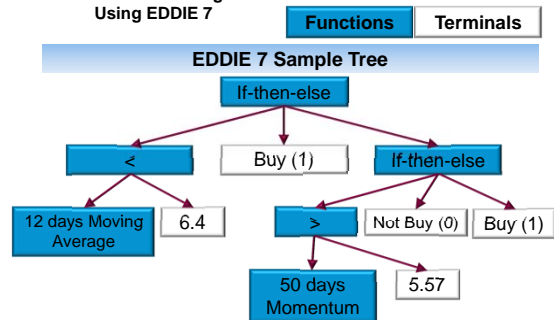 Using EDDIE 7
Functions
Terminals
EDDIE 7 Sample Tree
If-then-else
<
Buy (1)
If-then-else
12 days Moving
Average
6.4
>
Not Buy (0)
Buy (1)
50 days
Momentum
5.57